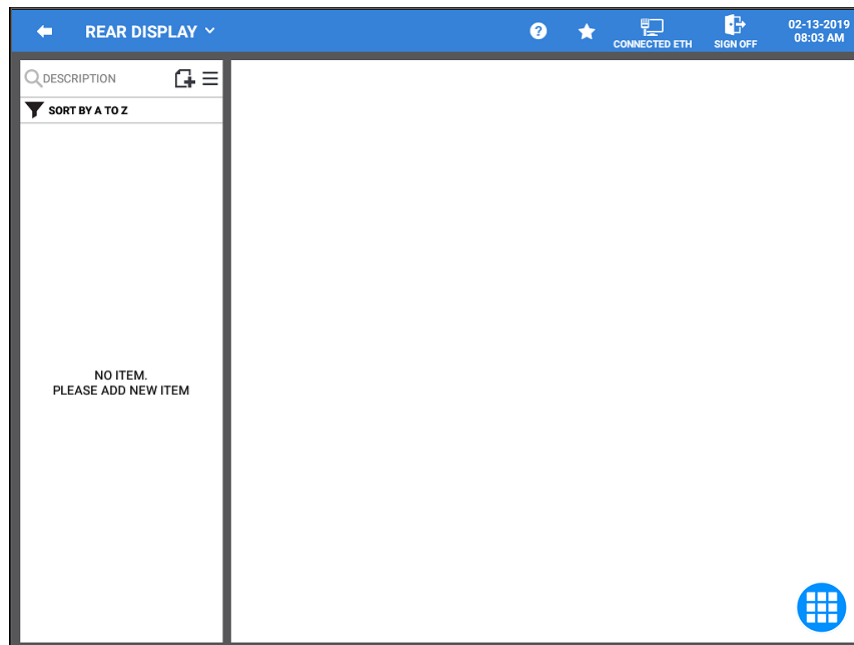 REAR DISPLAY
?
CONNECTED ETH
SIGN OFF
02-13-2019
08:03 AM
DESCRIPTION
SORT BY A TO Z
NO ITEM.
PLEASE ADD NEW ITEM